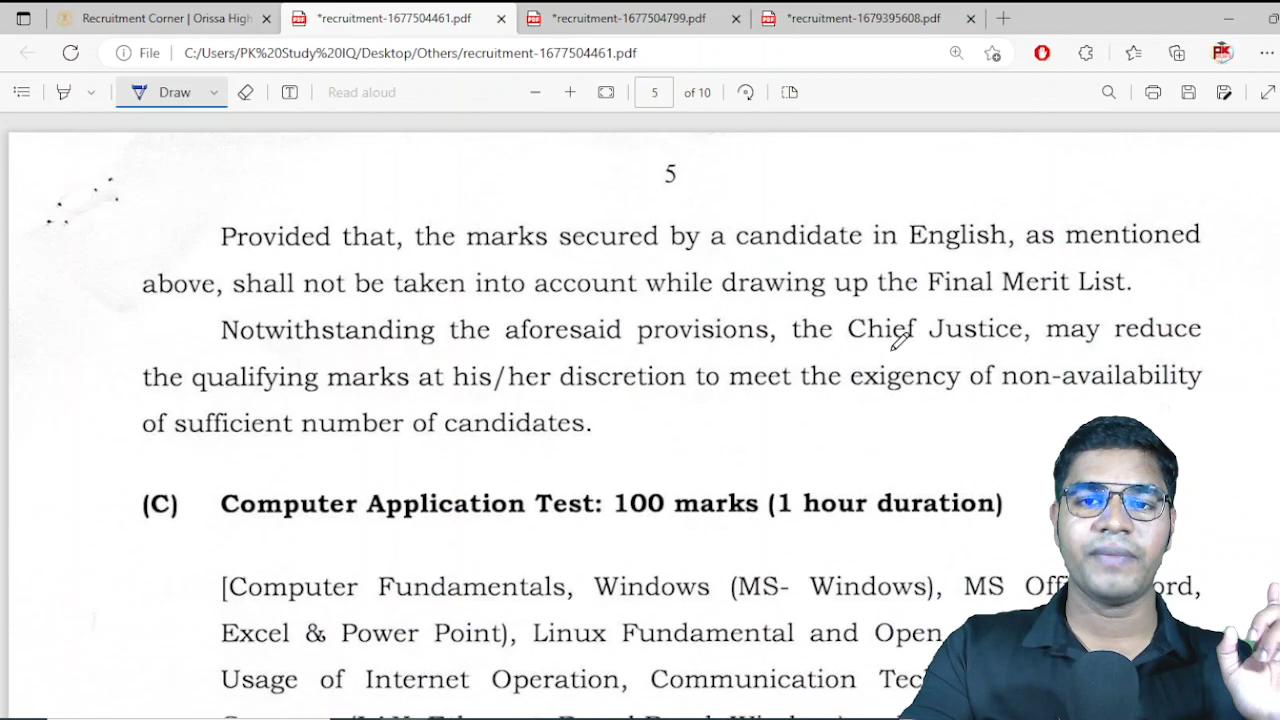 Recruitment Corner | Orissa High
*recruitment-1677504461.pdf
*recruitment-1677504799.pdf
*recruitment-1679395608.pdf
File
C:/Users/PK%20Study%20IQ/Desktop/Others/recruitment-1677504461.pdf
Draw
Read aloud
5 of 10
5
Provided that, the marks secured by a candidate in English, as mentioned
above, shall not be taken into account while drawing up the Final Merit List.
Notwithstanding the aforesaid provisions, the Chief Justice, may reduce
the qualifying marks at his/her discretion to meet the exigency of non-availability
of sufficient number of candidates.
(C) Computer Application Test: 100 marks (1 hour duration)
[Computer Fundamentals, Windows (MS- Windows), MS
Excel & Power Point), Linux Fundamental and Open
Usage of Internet Operation, Communication